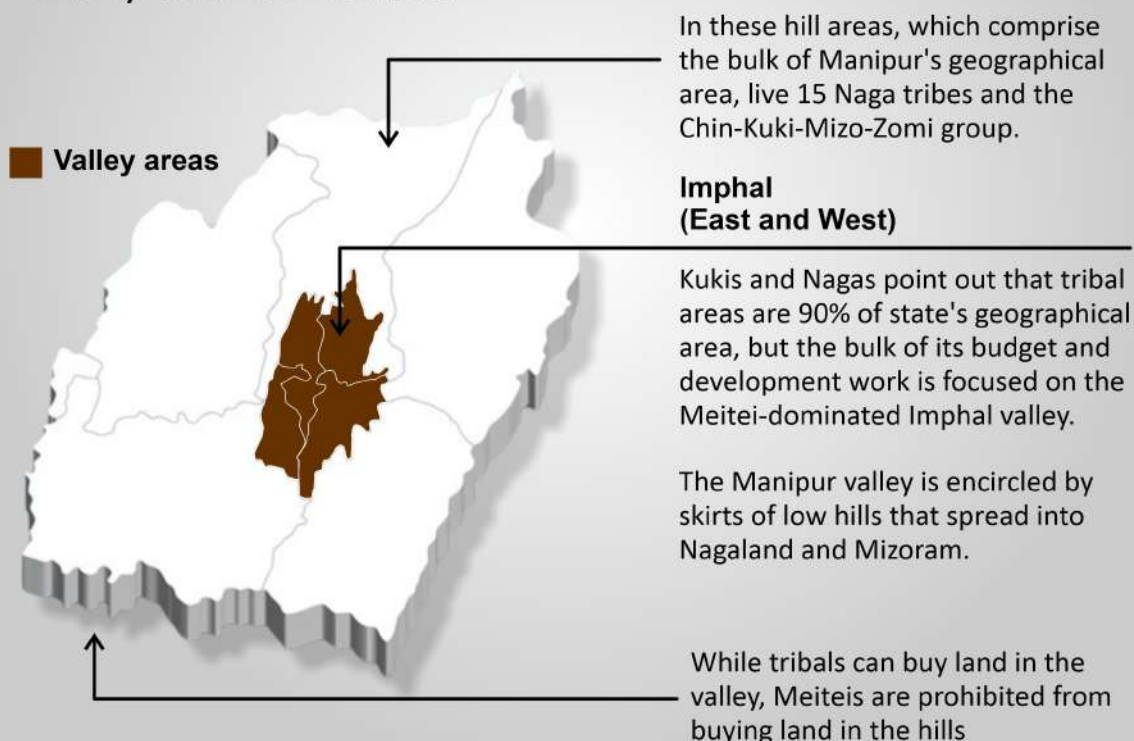 In these hill areas, which comprise
the bulk of Manipur's geographical
area, live 15 Naga tribes and the
Chin-Kuki-Mizo-Zomi group.
Valley areas
Imphal
(East and West)
Kukis and Nagas point out that tribal
areas are 90% of state's geographical
area, but the bulk of its budget and
development work is focused on the
Meitei-dominated Imphal valley.
The Manipur valley is encircled by
skirts of low hills that spread into
Nagaland and Mizoram.
While tribals can buy land in the
valley, Meiteis are prohibited from
buying land in the hills